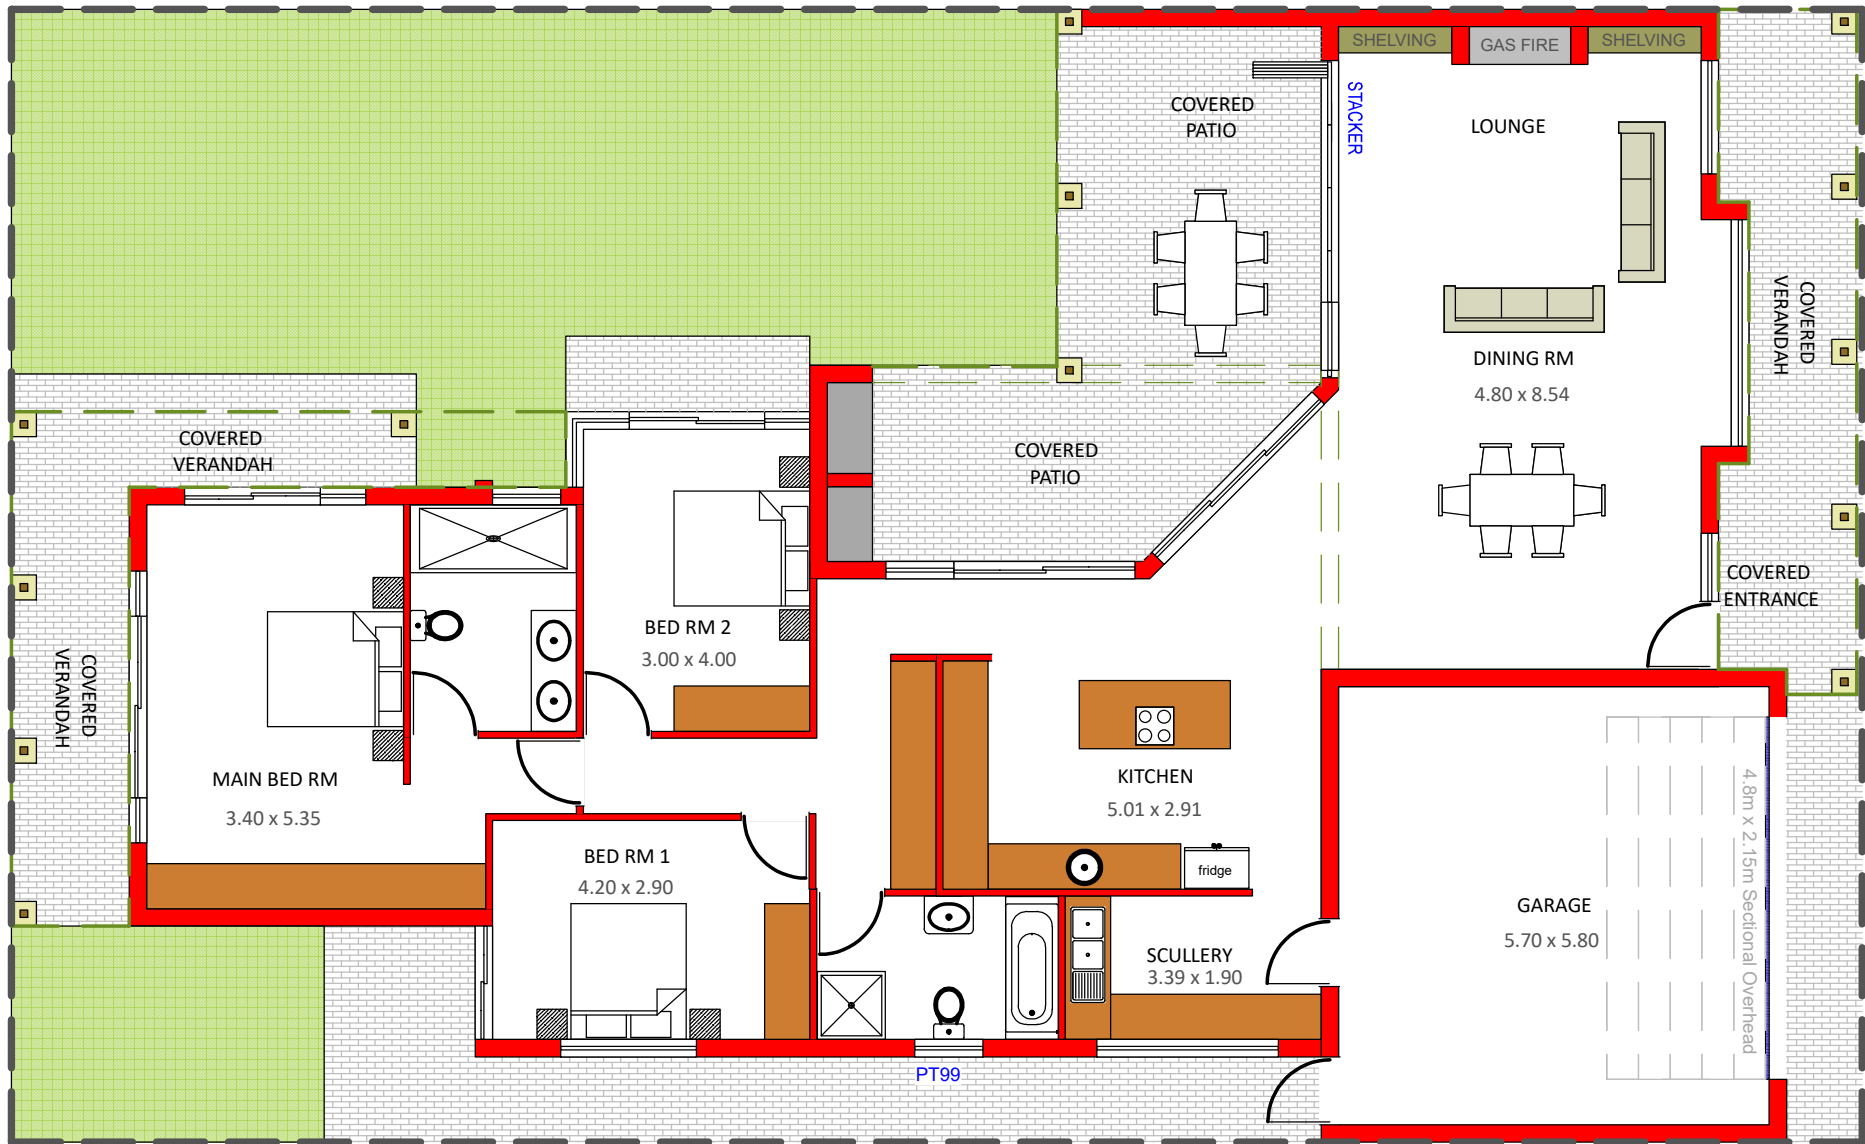 SHELVING
GAS FIRE
SHELVING
STACKER
COVERED
PATIO
LOUNGE
COVERED
VERANDAH
DINING RM
4.80 x 8.54
COVERED
VERANDAH
COVERED
PATIO
COVERED
ENTRANCE
BED RM 2
3.00 x 4.00
COVERED
VERANDAH
MAIN BED RM
3.40 x 5.35
KITCHEN
5.01 x 2.91
fridge
BED RM 1
4.20 x 2.90
GARAGE
5.70 x 5.80
4.8m x 2.15m Sectional Overhead
SCULLERY
3.39 x 1.90
PT99